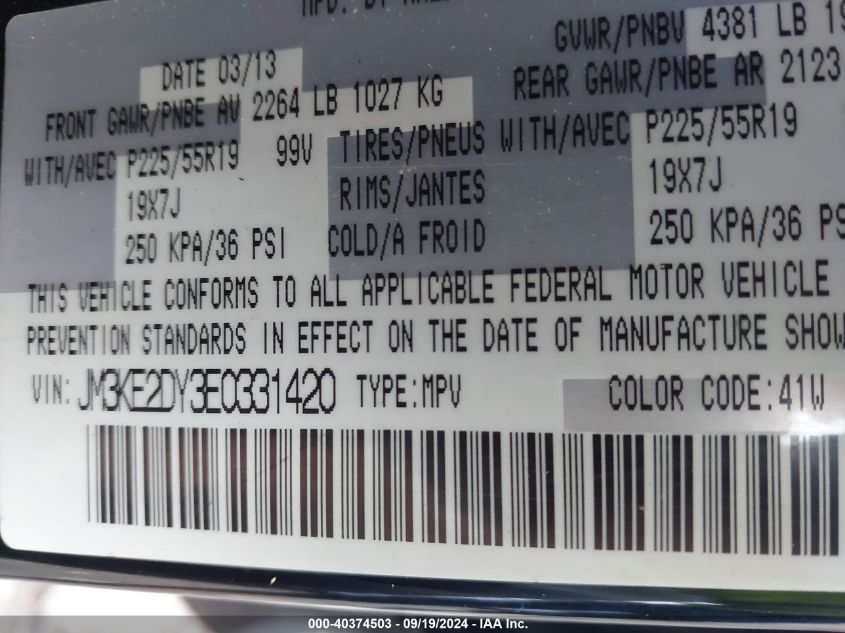 GVWR/PNBV 4381 LB
DATE 03/13
FRONT GAWR/PNBE AV 2264 LB 1027 KG REAR GAWR/PNBE AR 2123
WITH/AVEC P225/55R19 99V TIRES/PNEUS WITH/AVEC P225/55R19
19X7J RIMS/JANTES 19X7J
250 KPA/36 PSI COLD/A FROID 250 KPA/36
THIS VEHICLE CONFORMS TO ALL APPLICABLE FEDERAL MOTOR VEHICLE
PREVENTION STANDARDS IN EFFECT ON THE DATE OF MANUFACTURE SHOW
VIN: JM3KE2DY3E0331420 TYPE:MPV COLOR CODE:41W
000-40374503 - 09/19/2024 - IAA Inc.